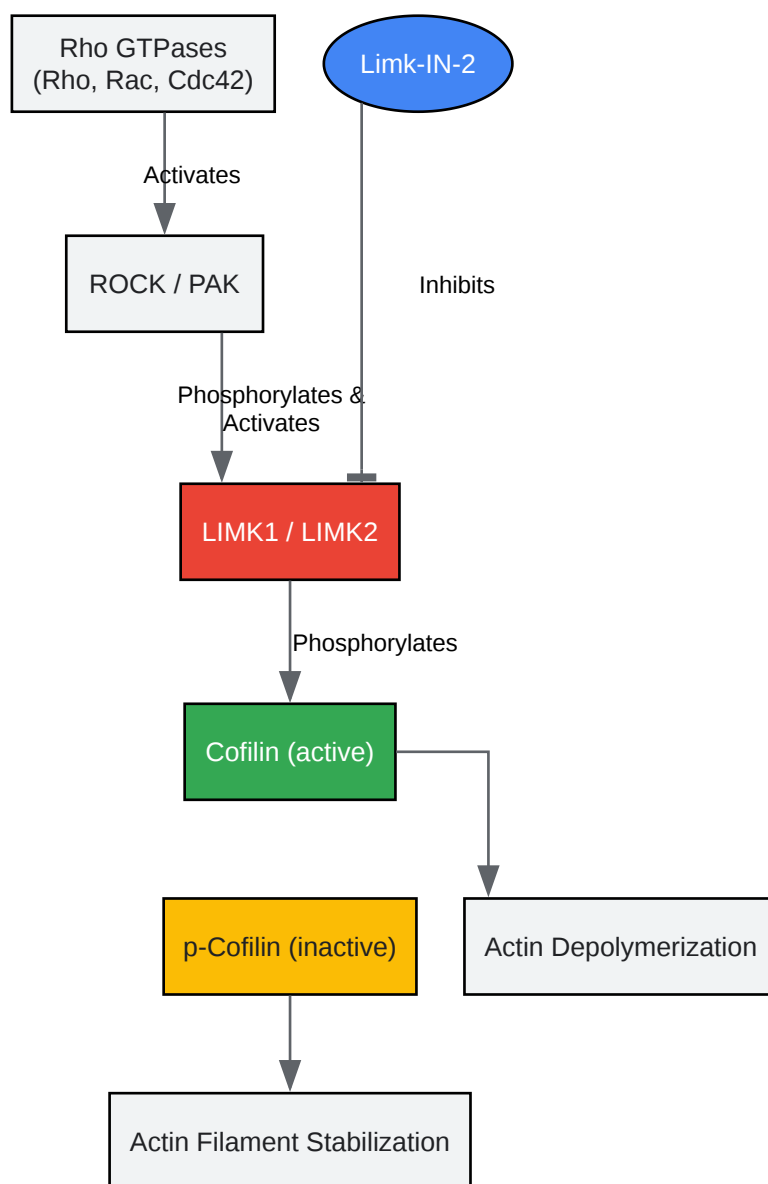 Rho GTPases
(Rho, Rac, Cdc42)
Limk-IN-2
Activates
ROCK / PAK
Inhibits
Phosphorylates &
Activates
LIMK1 / LIMK2
Phosphorylates
Cofilin (active)
p-Cofilin (inactive)
Actin Depolymerization
Actin Filament Stabilization